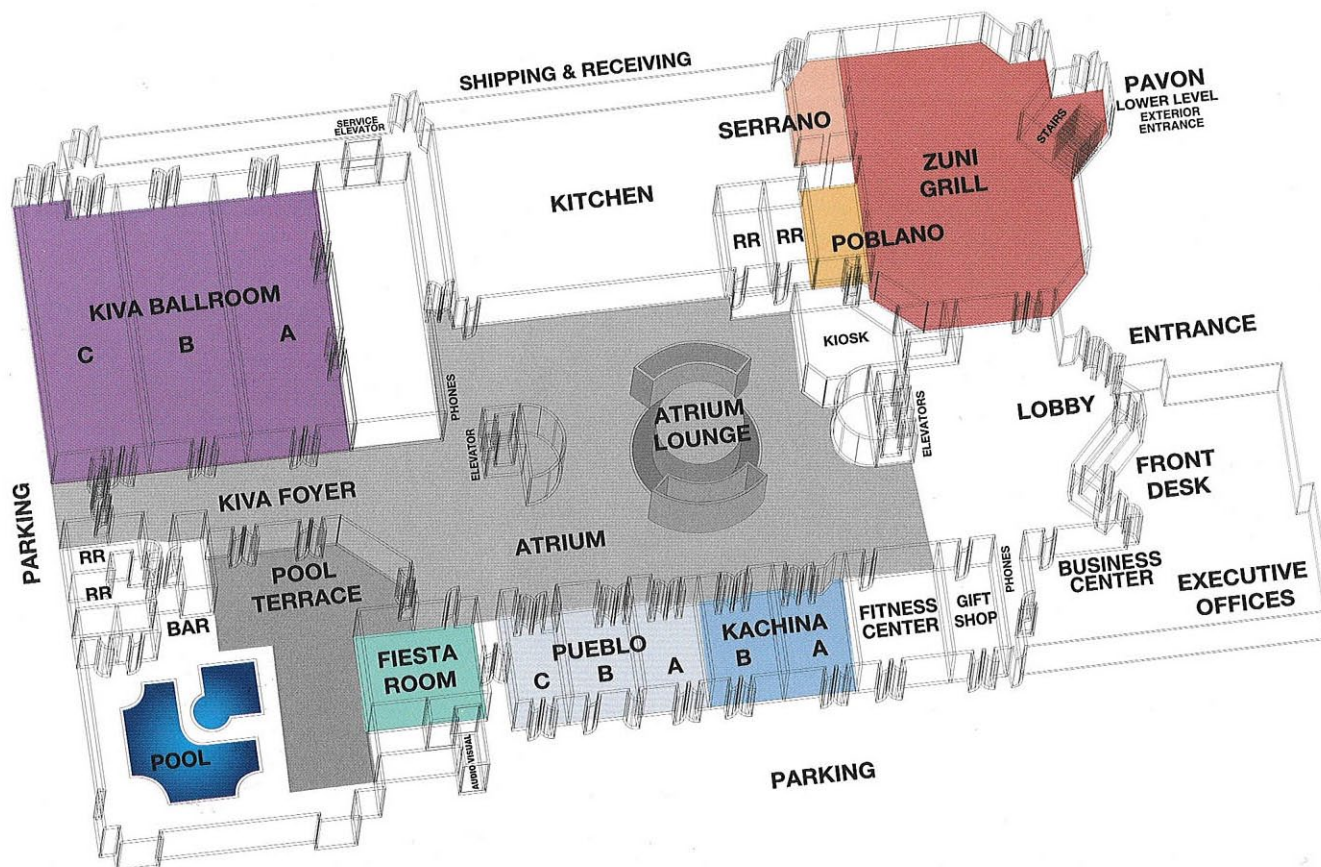 SHIPPING & RECEIVING
PAVON
LOWER LEVEL
EXTERIOR
ENTRANCE
SERVICE
ELEVATOR
SERRANO
STAIRS
ZUNI
GRILL
KITCHEN
RR
RR
POBLANO
KIVA BALLROOM
C
B
A
KIOSK
ENTRANCE
PHONES
ELEVATOR
ATRIUM
LOUNGE
ELEVATORS
LOBBY
FRONT
DESK
PARKING
KIVA FOYER
ATRIUM
RR
RR
BAR
POOL
TERRACE
PHONES
BUSINESS
CENTER
EXECUTIVE
OFFICES
FIESTA
ROOM
PUEBLO
C
B
A
KACHINA
B
A
FITNESS
CENTER
GIFT
SHOP
POOL
AUDIO VISUAL
PARKING